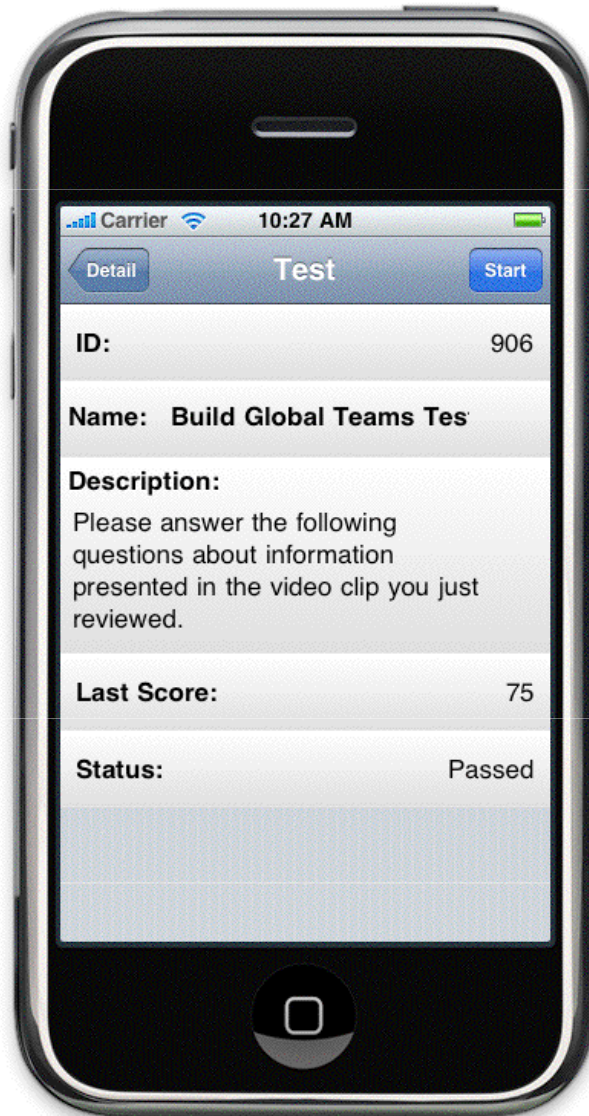 Carrier 10:27 AM
Detail Test Start
ID: 906
Name: Build Global Teams Tes
Description:
Please answer the following
questions about information
presented in the video clip you just
reviewed.
Last Score: 75
Status: Passed